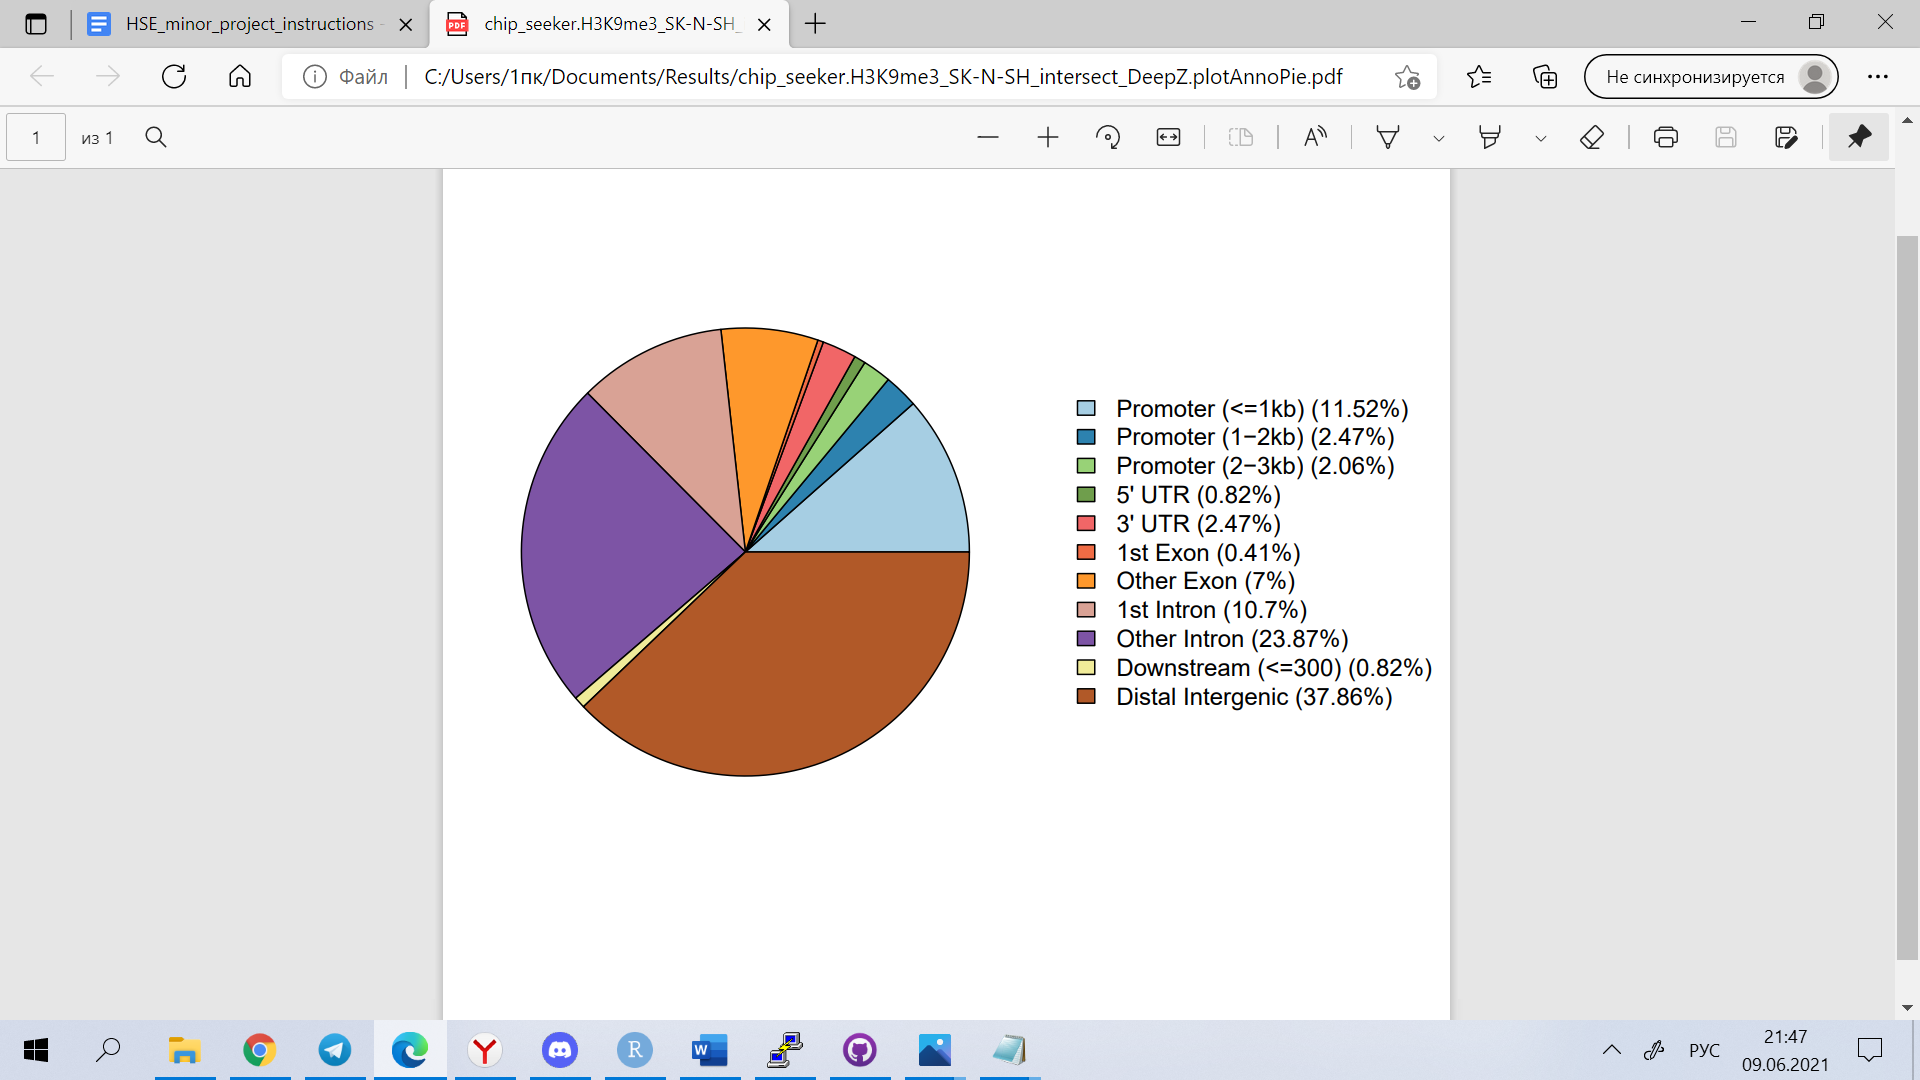 HSE_minor_project_instructions -
chip_seeker.H3K9me3_SK-N-SH_
Файл
C:/Users/1пк/Documents/Results/chip_seeker.H3K9me3_SK-N-SH_intersect_DeepZ.plotAnnoPie.pdf
Не синхронизируется
1 из 1
Promoter (<=1kb) (11.52%)
Promoter (1−2kb) (2.47%)
Promoter (2−3kb) (2.06%)
5' UTR (0.82%)
3' UTR (2.47%)
1st Exon (0.41%)
Other Exon (7%)
1st Intron (10.7%)
Other Intron (23.87%)
Downstream (<=300) (0.82%)
Distal Intergenic (37.86%)
РУС
21:47
09.06.2021